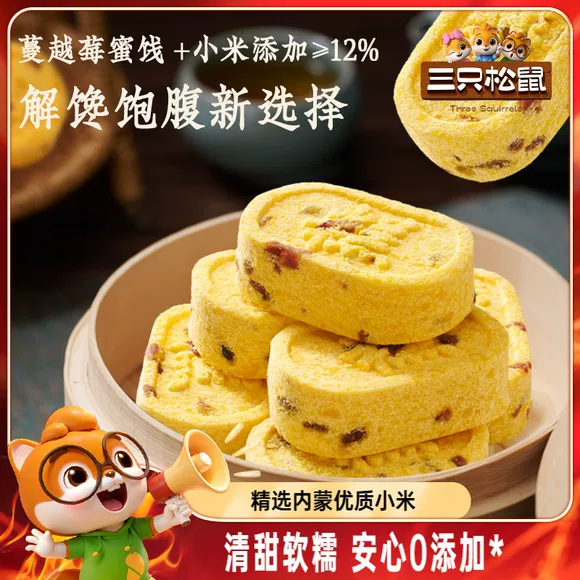 蔓越莓蜜饯 +小米添加≥12%
解馋饱腹新选择
三只松鼠
Three Squirrels
精选内蒙优质小米
清甜软糯 安心0添加*